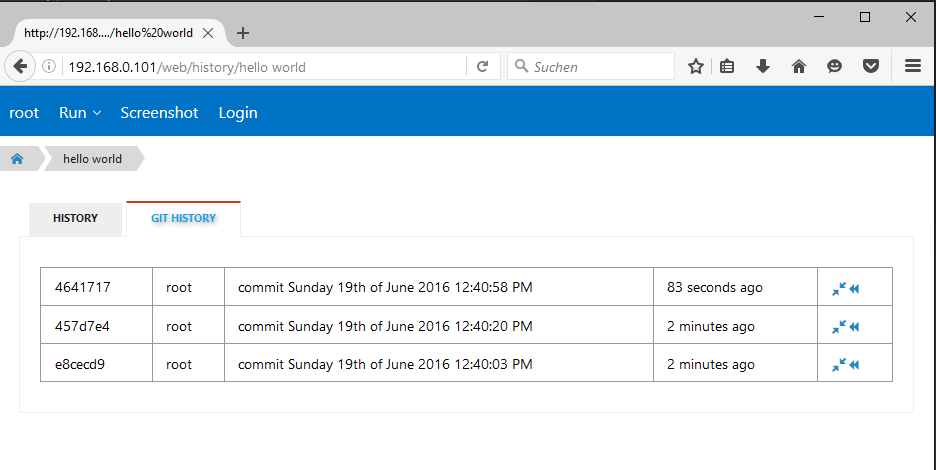 http://192.168..../hello%20world
192.168.0.101/web/history/hello world
Suchen
root Run Screenshot Login
hello world
HISTORY GIT HISTORY
4641717 root commit Sunday 19th of June 2016 12:40:58 PM 83 seconds ago
457d7e4 root commit Sunday 19th of June 2016 12:40:20 PM 2 minutes ago
e8cecd9 root commit Sunday 19th of June 2016 12:40:03 PM 2 minutes ago